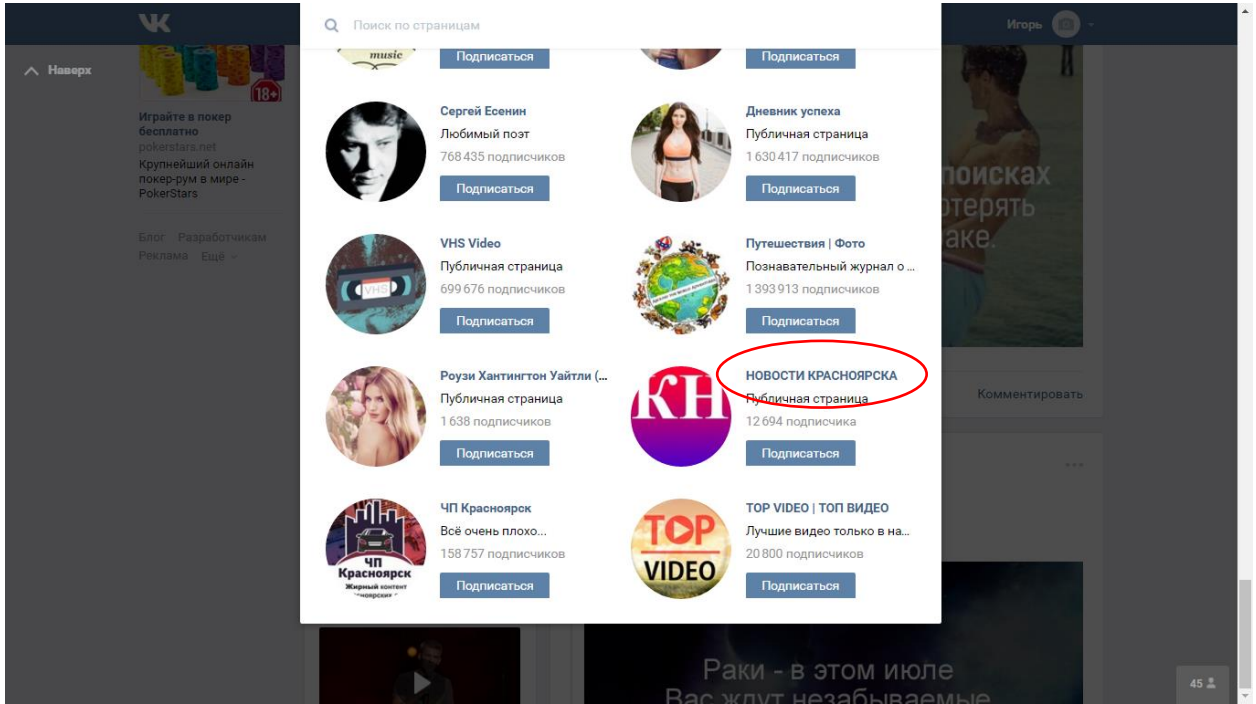 Поиск по страницам
Игорь
Наверх
music
Подписаться
Подписаться
18+
Играйте в покер
бесплатно
pokerstars.net
Крупнейший онлайн
покер-рум в мире -
PokerStars
Блог Разработчикам
Реклама Ещё
Сергей Есенин
Любимый поэт
768 435 подписчиков
Подписаться
Дневник успеха
Публичная страница
1 630 417 подписчиков
Подписаться
VHS
VHS Video
Публичная страница
699 676 подписчиков
Подписаться
Путешествия | Фото
Познавательный журнал о ...
1 393 913 подписчиков
Подписаться
Роузи Хантингтон Уайтли (...
Публичная страница
1 638 подписчиков
Подписаться
КН
НОВОСТИ КРАСНОЯРСКА
Публичная страница
12 694 подписчика
Подписаться
ЧП
Красноярск
Жирный контент
ЧП Красноярск
Всё очень плохо...
158 757 подписчиков
Подписаться
TOP
VIDEO
TOP VIDEO | ТОП ВИДЕО
Лучшие видео только в на...
20 800 подписчиков
Подписаться
Комментировать
Раки - в этом июле
Вас ждут незабываемые
45